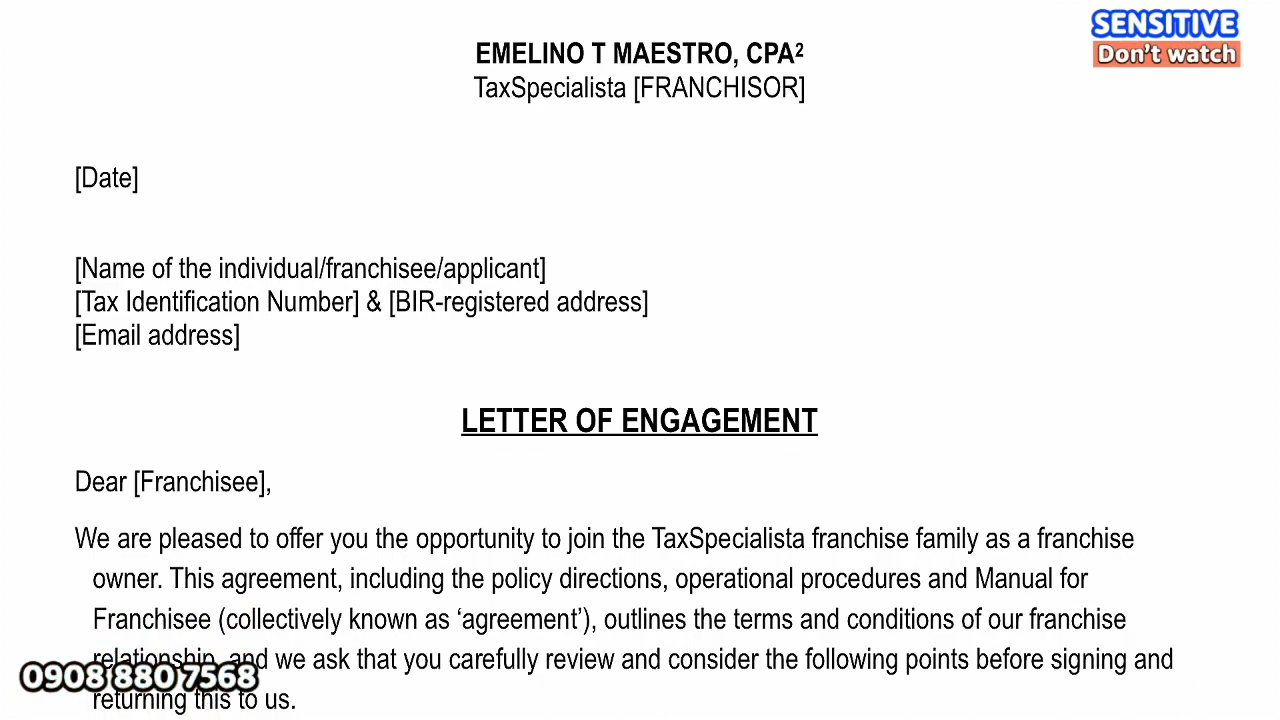 SENSITIVE
Don't watch
EMELINO T MAESTRO, CPA²
TaxSpecialista [FRANCHISOR]
[Date]
[Name of the individual/franchisee/applicant]
[Tax Identification Number] & [BIR-registered address]
[Email address]
LETTER OF ENGAGEMENT
Dear [Franchisee],
We are pleased to offer you the opportunity to join the TaxSpecialista franchise family as a franchise
owner. This agreement, including the policy directions, operational procedures and Manual for
Franchisee (collectively known as ‘agreement’), outlines the terms and conditions of our franchise
relationship, and we ask that you carefully review and consider the following points before signing and
returning this to us.
0908 880 7568